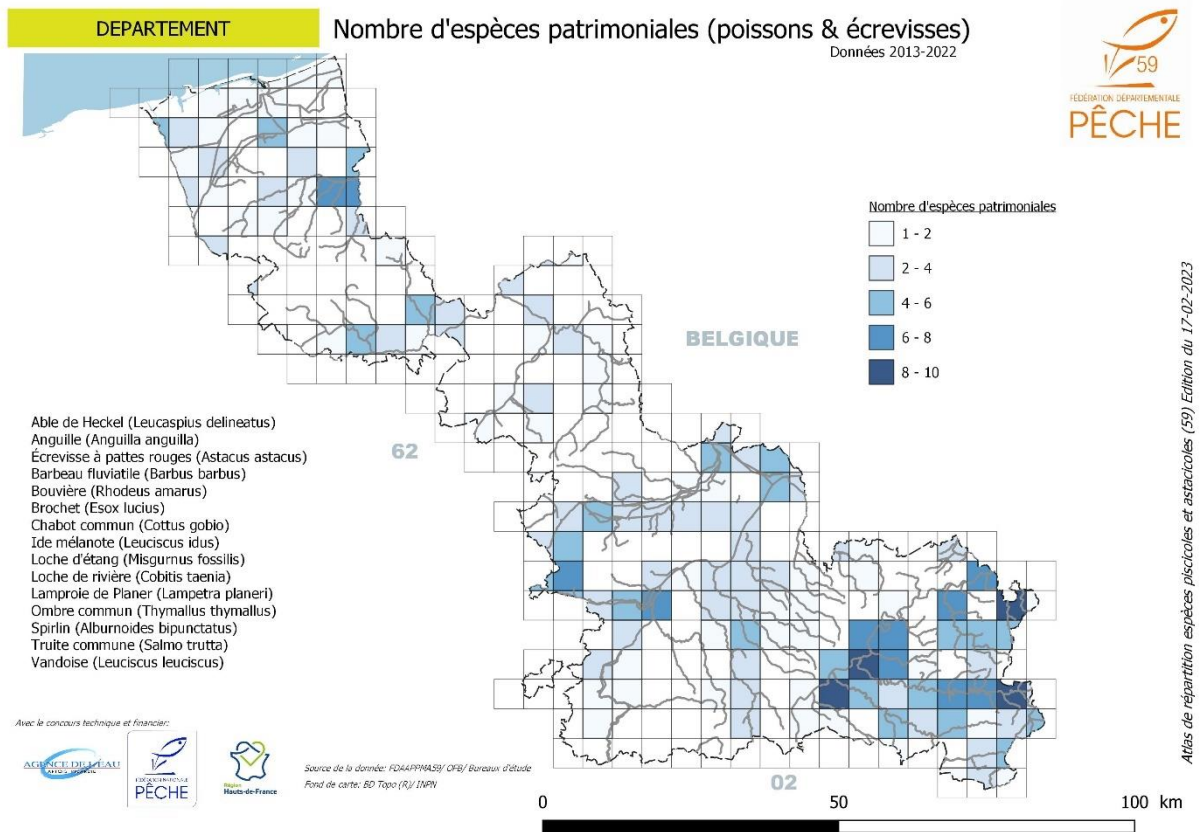 DEPARTEMENT
Nombre d'espèces patrimoniales (poissons & écrevisses)
Données 2013-2022
59
FÉDÉRATION DÉPARTEMENTALE
PÊCHE
Nombre d'espèces patrimoniales
1 - 2
2 - 4
4 - 6
6 - 8
8 - 10
BELGIQUE
62
02
Able de Heckel (Leucaspius delineatus)
Anguille (Anguilla anguilla)
Écrevisse à pattes rouges (Astacus astacus)
Barbeau fluviatile (Barbus barbus)
Bouvière (Rhodeus amarus)
Brochet (Esox lucius)
Chabot commun (Cottus gobio)
Ide mélanote (Leuciscus idus)
Loche d'étang (Misgurnus fossilis)
Loche de rivière (Cobitis taenia)
Lamproie de Planer (Lampetra planeri)
Ombre commun (Thymallus thymallus)
Spirlin (Alburnoides bipunctatus)
Truite commune (Salmo trutta)
Vandoise (Leuciscus leuciscus)
Avec le concours technique et financier:
AGENCE DE L'EAU
ARTOIS PICARDIE
FÉDÉRATION NATIONALE
PÊCHE
Région
Hauts-de-France
Source de la donnée: FDAAPPMA59/ OFB/ Bureaux d'étude
Fond de carte: BD Topo (R)/ INPN
0 50 100 km
Atlas de répartition espèces piscicoles et astacicoles (59) Edition du 17-02-2023